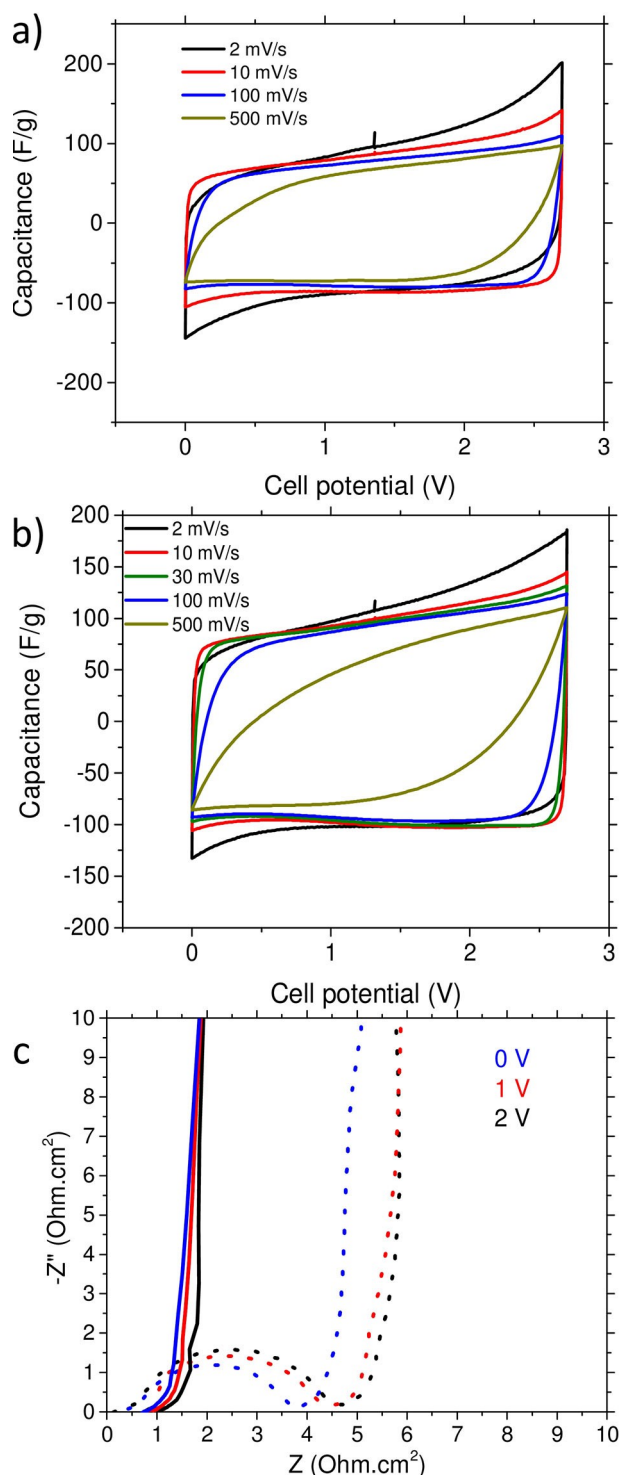 a)
2 mV/s
10 mV/s
100 mV/s
500 mV/s
Capacitance (F/g)
200
100
0
-100
-200
0 1 2 3
Cell potential (V)
b)
2 mV/s
10 mV/s
30 mV/s
100 mV/s
500 mV/s
Capacitance (F/g)
200
150
100
50
0
-50
-100
-150
-200
0 1 2 3
Cell potential (V)
c
0 V
1 V
2 V
-Z" (Ohm.cm²)
10
9
8
7
6
5
4
3
2
1
0
0 1 2 3 4 5 6 7 8 9 10
Z (Ohm.cm²)